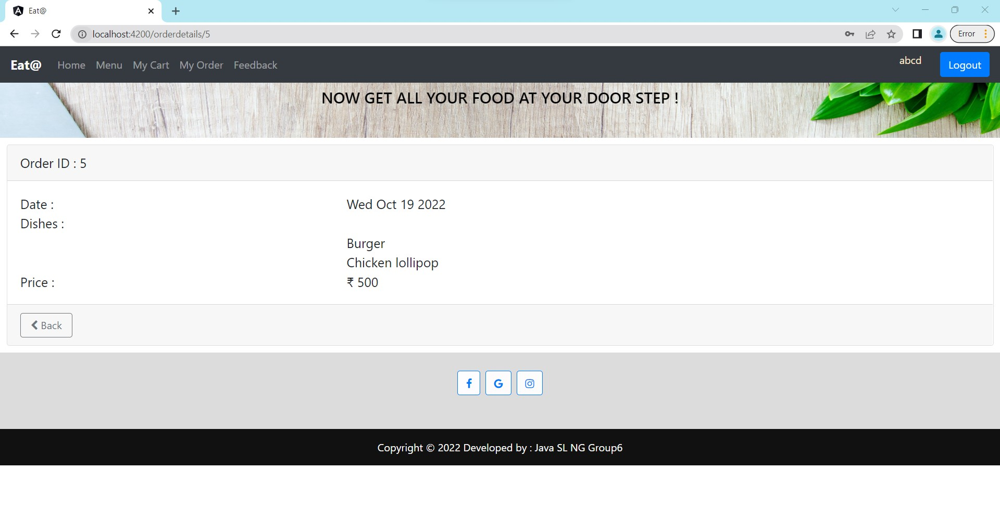 Eat@
localhost:4200/orderdetails/5
Error
Eat@ Home Menu My Cart My Order Feedback abcd Logout
NOW GET ALL YOUR FOOD AT YOUR DOOR STEP !
Order ID : 5
Date : Wed Oct 19 2022
Dishes :
Burger
Chicken lollipop
Price : ₹ 500
Back
Copyright © 2022 Developed by : Java SL NG Group6